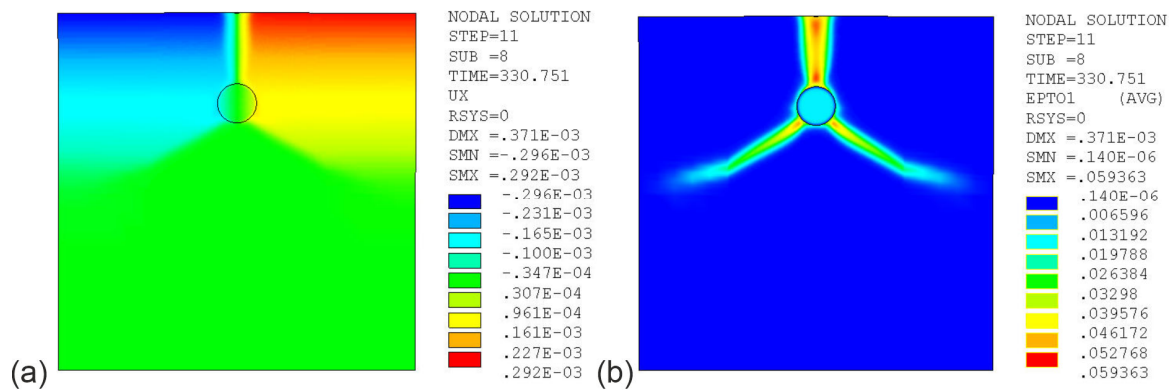 NODAL SOLUTION
STEP=11
SUB =8
TIME=330.751
UX
RSYS=0
DMX =.371E-03
SMN =-.296E-03
SMX =.292E-03
-.296E-03
-.231E-03
-.165E-03
-.100E-03
-.347E-04
.307E-04
.961E-04
.161E-03
.227E-03
.292E-03
(a)
NODAL SOLUTION
STEP=11
SUB =8
TIME=330.751
EPTO1 (AVG)
RSYS=0
DMX =.371E-03
SMN =.140E-06
SMX =.059363
.140E-06
.006596
.013192
.019788
.026384
.03298
.039576
.046172
.052768
.059363
(b)